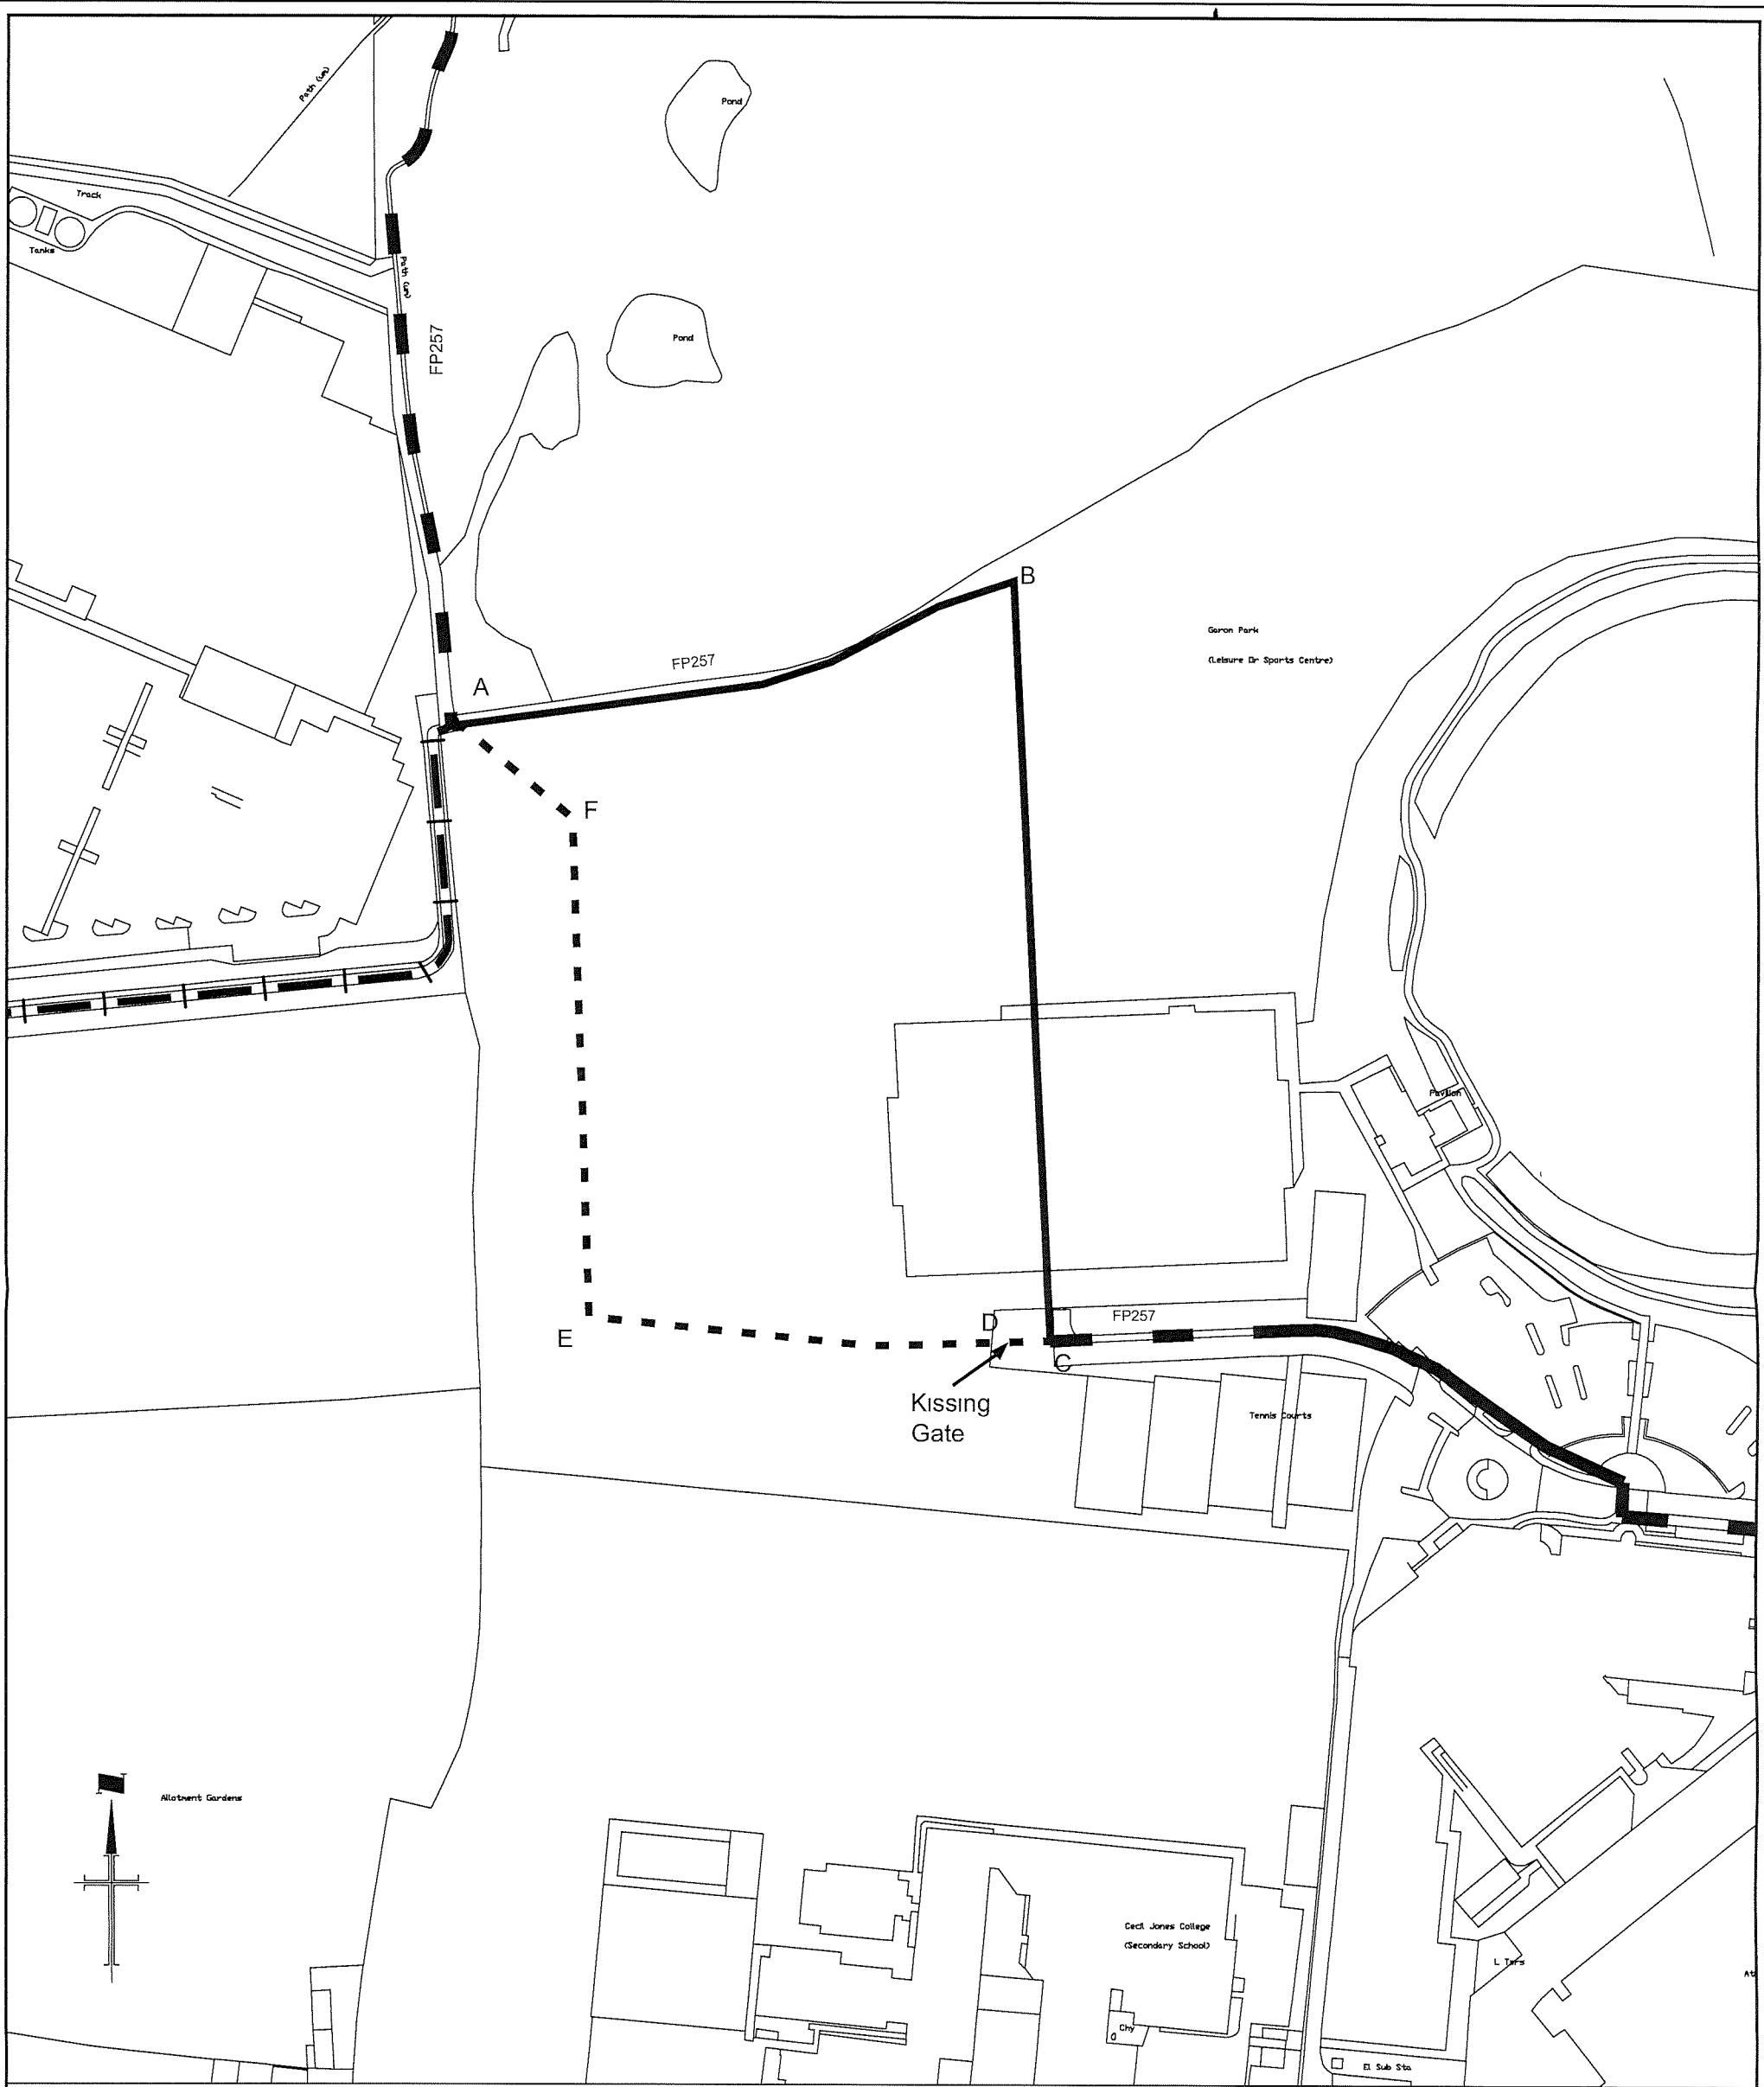 Path (um)
Pond
Track
Tanks
Path (um)
FP257
Pond
B
Garon Park
(Leisure Dr Sports Centre)
FP257
A
F
Pavilion
FP257
D
E
C
Kissing
Gate
Tennis Courts
Allotment Gardens
Cecil Jones College
(Secondary School)
L Twrs
At
Chy
El Sub Sta